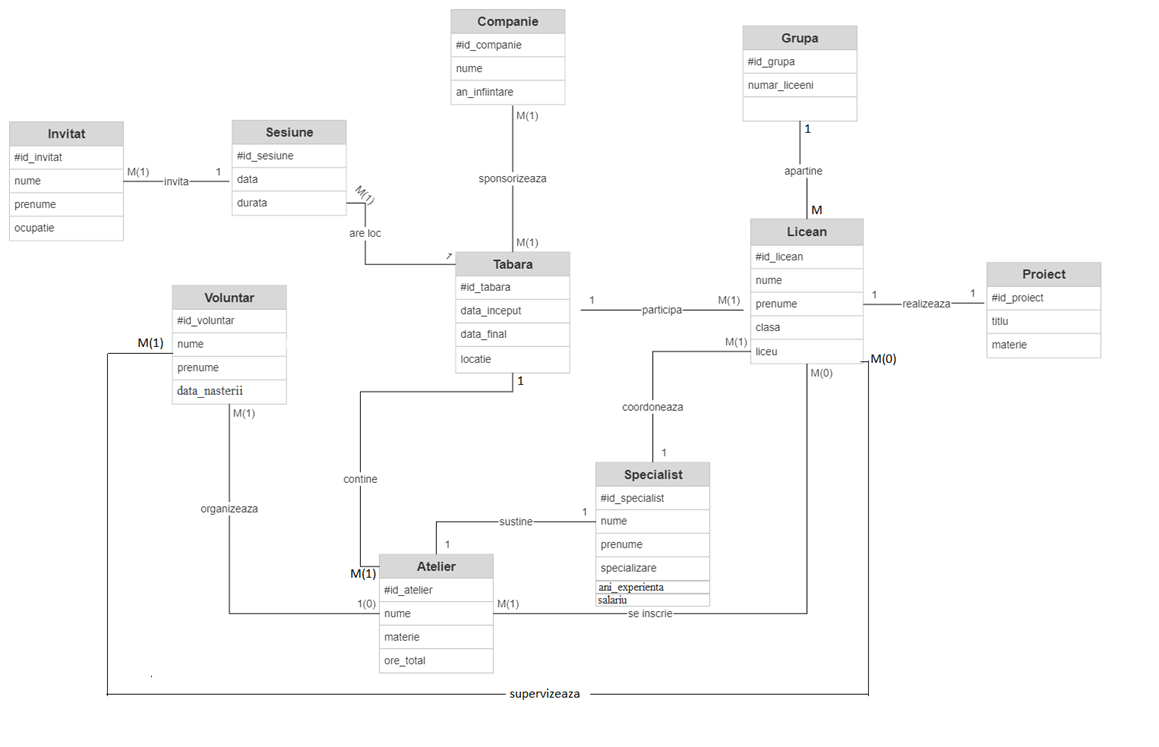 Companie
#id_companie
nume
an_infiintare
M(1)
sponsorizeaza
M(1)
Grupa
#id_grupa
numar_liceeni
1
apartine
M
Invitat
#id_invitat
nume
prenume
ocupatie
M(1)
invita
1
Sesiune
#id_sesiune
data
durata
M(1)
are loc
1
Tabara
#id_tabara
data_inceput
data_final
locatie
1
participa
M(1)
Licean
#id_licean
nume
prenume
clasa
liceu
1
realizeaza
1
Proiect
#id_proiect
titlu
materie
Voluntar
#id_voluntar
nume
prenume
data_nasterii
M(1)
M(1)
organizeaza
1(0)
1
contine
M(1)
M(1)
coordoneaza
1
M(0)
M(0)
Specialist
#id_specialist
nume
prenume
specializare
ani_experienta
salariu
1
sustine
1
Atelier
#id_atelier
nume
materie
ore_total
M(1)
se inscrie
supervizeaza